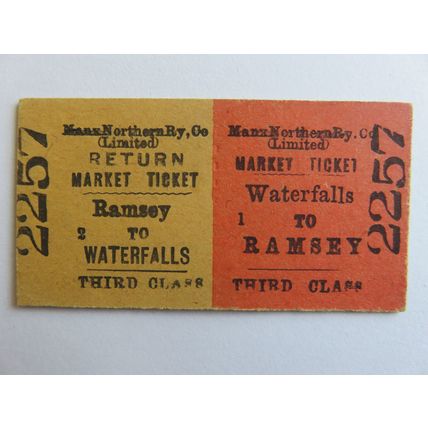 2257
Manx Northern Ry, Co
(Limited)
RETURN
MARKET TICKET
Ramsey
2 TO
WATERFALLS
THIRD CLASS
Manx Northern Ry. Co
(Limited)
MARKET TICKET
Waterfalls
1 TO
RAMSEY
THIRD CLASS
2257